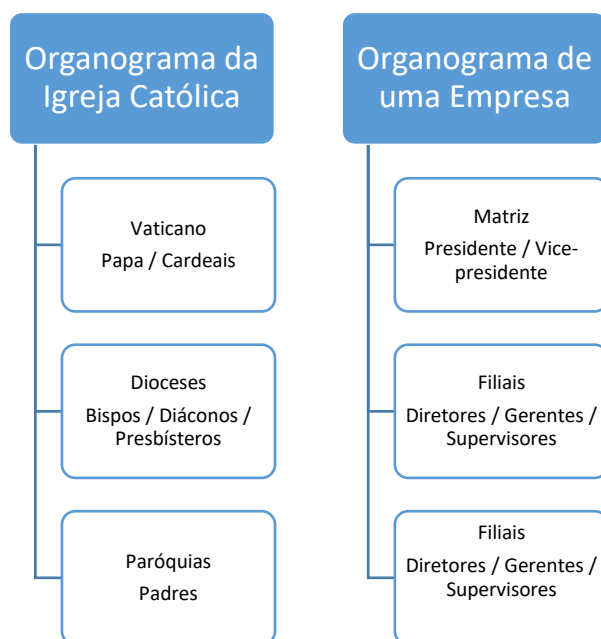 Organograma da
Igreja Católica
Vaticano
Papa / Cardeais
Dioceses
Bispos / Diáconos /
Presbísteros
Paróquias
Padres
Organograma de
uma Empresa
Matriz
Presidente / Vice-
presidente
Filiais
Diretores / Gerentes /
Supervisores
Filiais
Diretores / Gerentes /
Supervisores